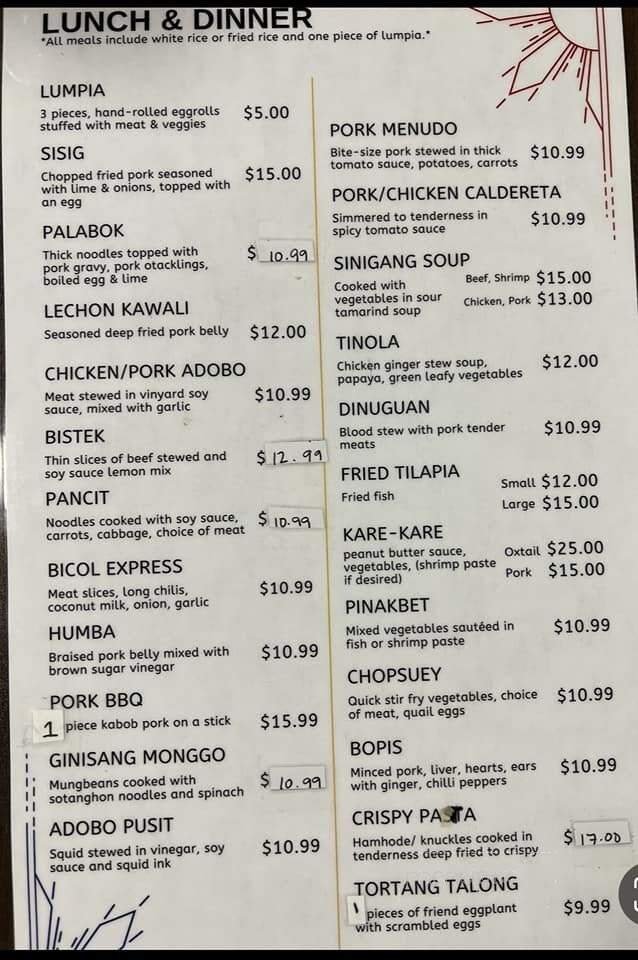 LUNCH & DINNER
*All meals include white rice or fried rice and one piece of lumpia.*
LUMPIA
3 pieces, hand-rolled eggrolls $5.00
stuffed with meat & veggies
SISIG
Chopped fried pork seasoned $15.00
with lime & onions, topped with
an egg
PALABOK
Thick noodles topped with $ 10.99
pork gravy, pork otacklings,
boiled egg & lime
LECHON KAWALI
Seasoned deep fried pork belly $12.00
CHICKEN/PORK ADOBO
Meat stewed in vinyard soy $10.99
sauce, mixed with garlic
BISTEK
Thin slices of beef stewed and $ 12.99
soy sauce lemon mix
PANCIT
Noodles cooked with soy sauce, $ 10.99
carrots, cabbage, choice of meat
BICOL EXPRESS
Meat slices, long chilis, $10.99
coconut milk, onion, garlic
HUMBA
Braised pork belly mixed with $10.99
brown sugar vinegar
PORK BBQ
1 piece kabob pork on a stick $15.99
GINISANG MONGGO
Mungbeans cooked with $ 10.99
sotanghon noodles and spinach
ADOBO PUSIT
Squid stewed in vinegar, soy $10.99
sauce and squid ink
PORK MENUDO
Bite-size pork stewed in thick $10.99
tomato sauce, potatoes, carrots
PORK/CHICKEN CALDERETA
Simmered to tenderness in $10.99
spicy tomato sauce
SINIGANG SOUP
Cooked with Beef, Shrimp $15.00
vegetables in sour Chicken, Pork $13.00
tamarind soup
TINOLA
Chicken ginger stew soup, $12.00
papaya, green leafy vegetables
DINUGUAN
Blood stew with pork tender $10.99
meats
FRIED TILAPIA
Fried fish Small $12.00
Large $15.00
KARE-KARE
peanut butter sauce, Oxtail $25.00
vegetables, (shrimp paste Pork $15.00
if desired)
PINAKBET
Mixed vegetables sautéed in $10.99
fish or shrimp paste
CHOPSUEY
Quick stir fry vegetables, choice $10.99
of meat, quail eggs
BOPIS
Minced pork, liver, hearts, ears $10.99
with ginger, chilli peppers
CRISPY PATA
Hamhode/ knuckles cooked in $ 17.00
tenderness deep fried to crispy
TORTANG TALONG
1 pieces of friend eggplant $9.99
with scrambled eggs